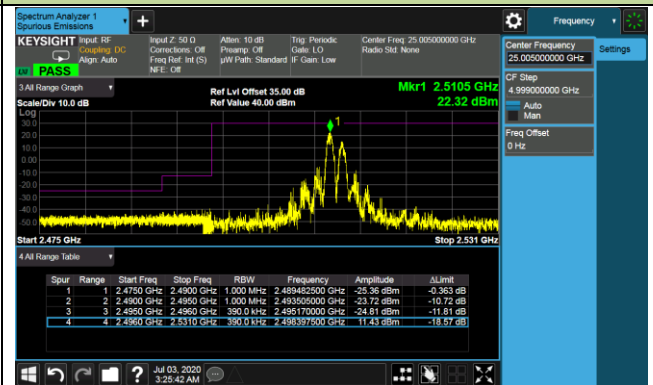 Spectrum Analyzer 1
Spurious Emissions
Frequency
KEYSIGHT
Input: RF
Coupling: DC
Align: Auto
Input Z: 50 Ω
Corrections: Off
Freq Ref: Int (S)
NFE: Off
Atten: 10 dB
Preamp: Off
µW Path: Standard
Trig: Periodic
Gate: LO
IF Gain: Low
Center Freq: 25.005000000 GHz
Radio Std: None
PASS
Center Frequency
25.005000000 GHz
Settings
CF Step
4.999000000 GHz
Auto
Man
Freq Offset
0 Hz
3 All Range Graph
Scale/Div 10.0 dB
Ref Lvl Offset 35.00 dB
Ref Value 40.00 dBm
Mkr1 2.5105 GHz
22.32 dBm
Log
30.0
20.0
10.0
0.00
-10.0
-20.0
-30.0
-40.0
-50.0
1
Start 2.475 GHz
Stop 2.531 GHz
4 All Range Table
Spur Range Start Freq Stop Freq RBW Frequency Amplitude ΔLimit
1 1 2.4750 GHz 2.4900 GHz 1.000 MHz 2.489482500 GHz -25.36 dBm -0.363 dB
2 2 2.4900 GHz 2.4950 GHz 1.000 MHz 2.493505000 GHz -23.72 dBm -10.72 dB
3 3 2.4950 GHz 2.4960 GHz 390.0 kHz 2.495170000 GHz -24.81 dBm -11.81 dB
4 4 2.4960 GHz 2.5310 GHz 390.0 kHz 2.498397500 GHz 11.43 dBm -18.57 dB
Jul 03, 2020
3:25:42 AM